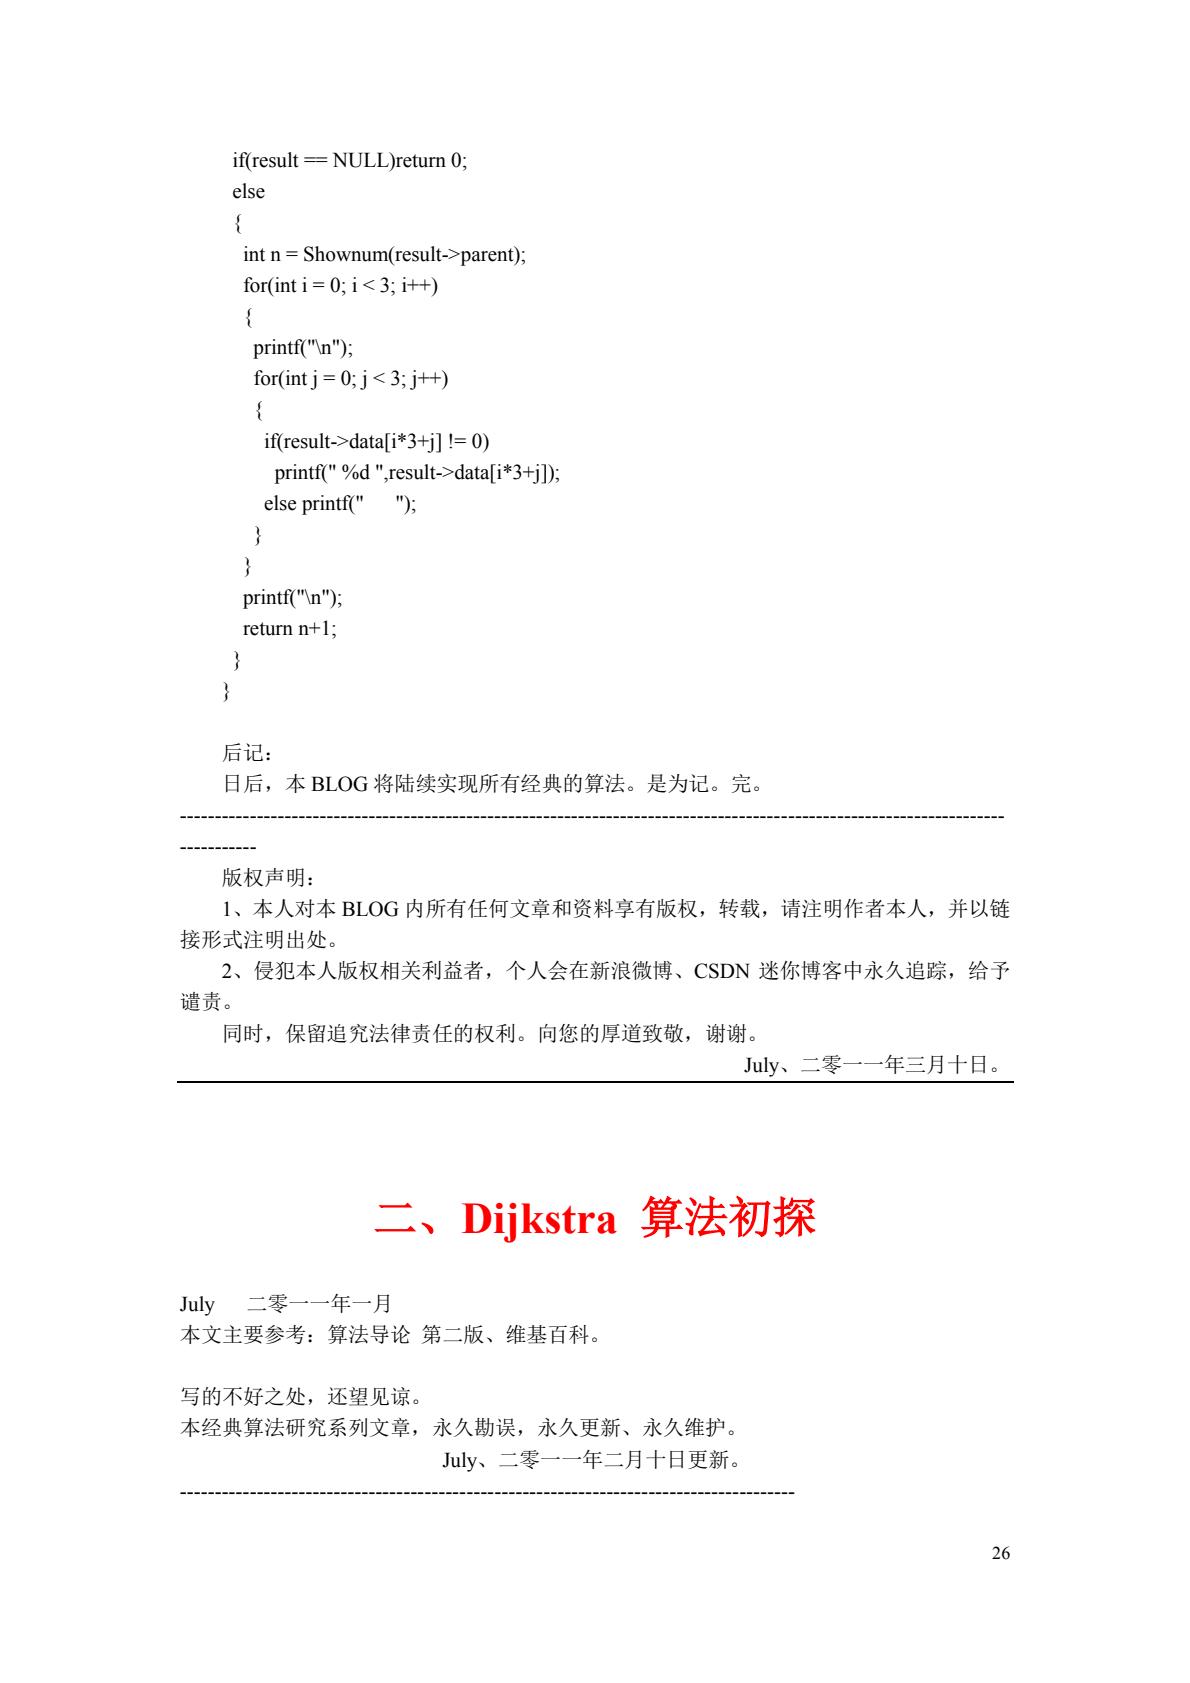 if(result == NULL)return 0;
else
{
int n = Shownum(result->parent);
for(int i = 0; i < 3; i++)
{
printf("\n");
for(int j = 0; j < 3; j++)
{
if(result->data[i*3+j] != 0)
printf(" %d ",result->data[i*3+j]);
else printf("   ");
}
}
printf("\n");
return n+1;
}
}
后记：
日后，本 BLOG 将陆续实现所有经典的算法。是为记。完。
----------------------------------------------------------------------------------------------------------------------
-----------
版权声明：
1、本人对本 BLOG 内所有任何文章和资料享有版权，转载，请注明作者本人，并以链
接形式注明出处。
2、侵犯本人版权相关利益者，个人会在新浪微博、CSDN 迷你博客中永久追踪，给予
谴责。
同时，保留追究法律责任的权利。向您的厚道致敬，谢谢。
July、二零一一年三月十日。
二、Dijkstra 算法初探
July 二零一一年一月
本文主要参考：算法导论 第二版、维基百科。
写的不好之处，还望见谅。
本经典算法研究系列文章，永久勘误，永久更新、永久维护。
July、二零一一年二月十日更新。
----------------------------------------------------------------------------------------
26